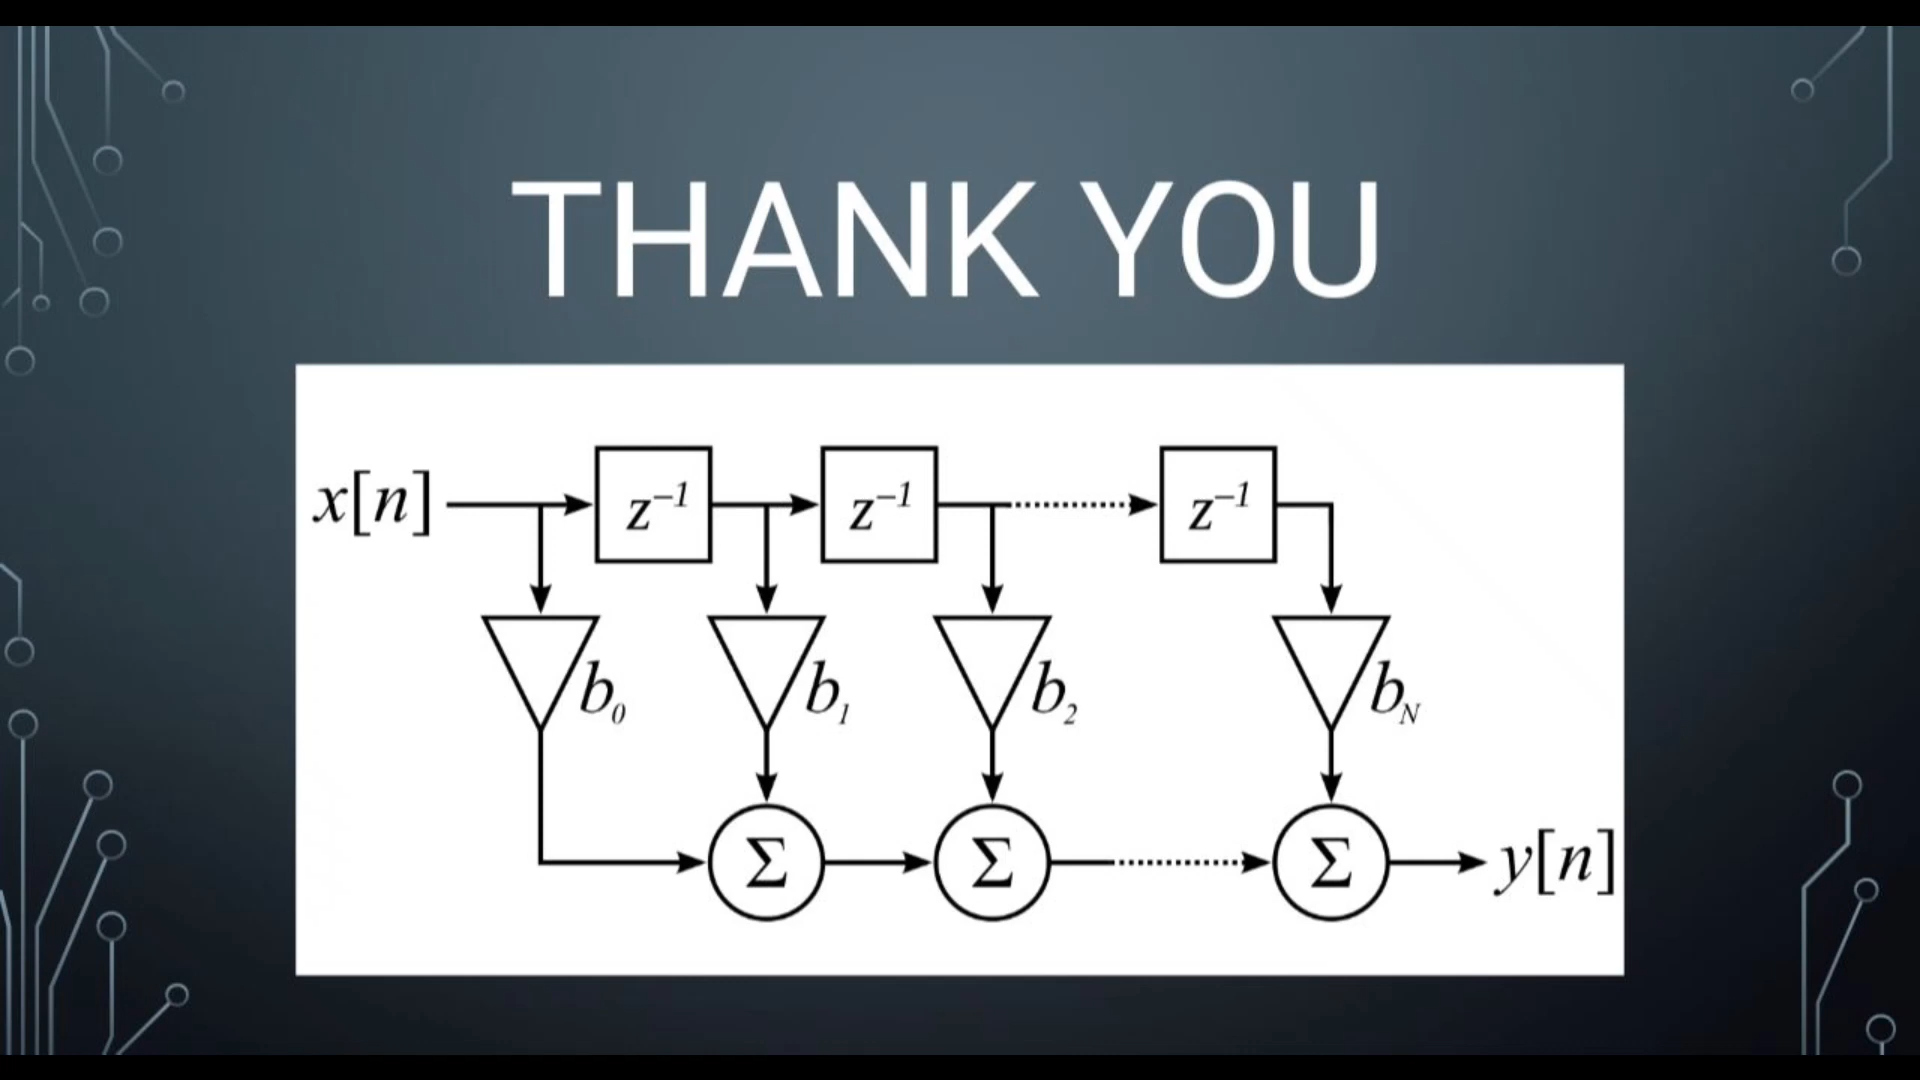 THANK YOU
x[n] z⁻¹ z⁻¹ z⁻¹
b₀ b₁ b₂ b_N
Σ Σ Σ y[n]